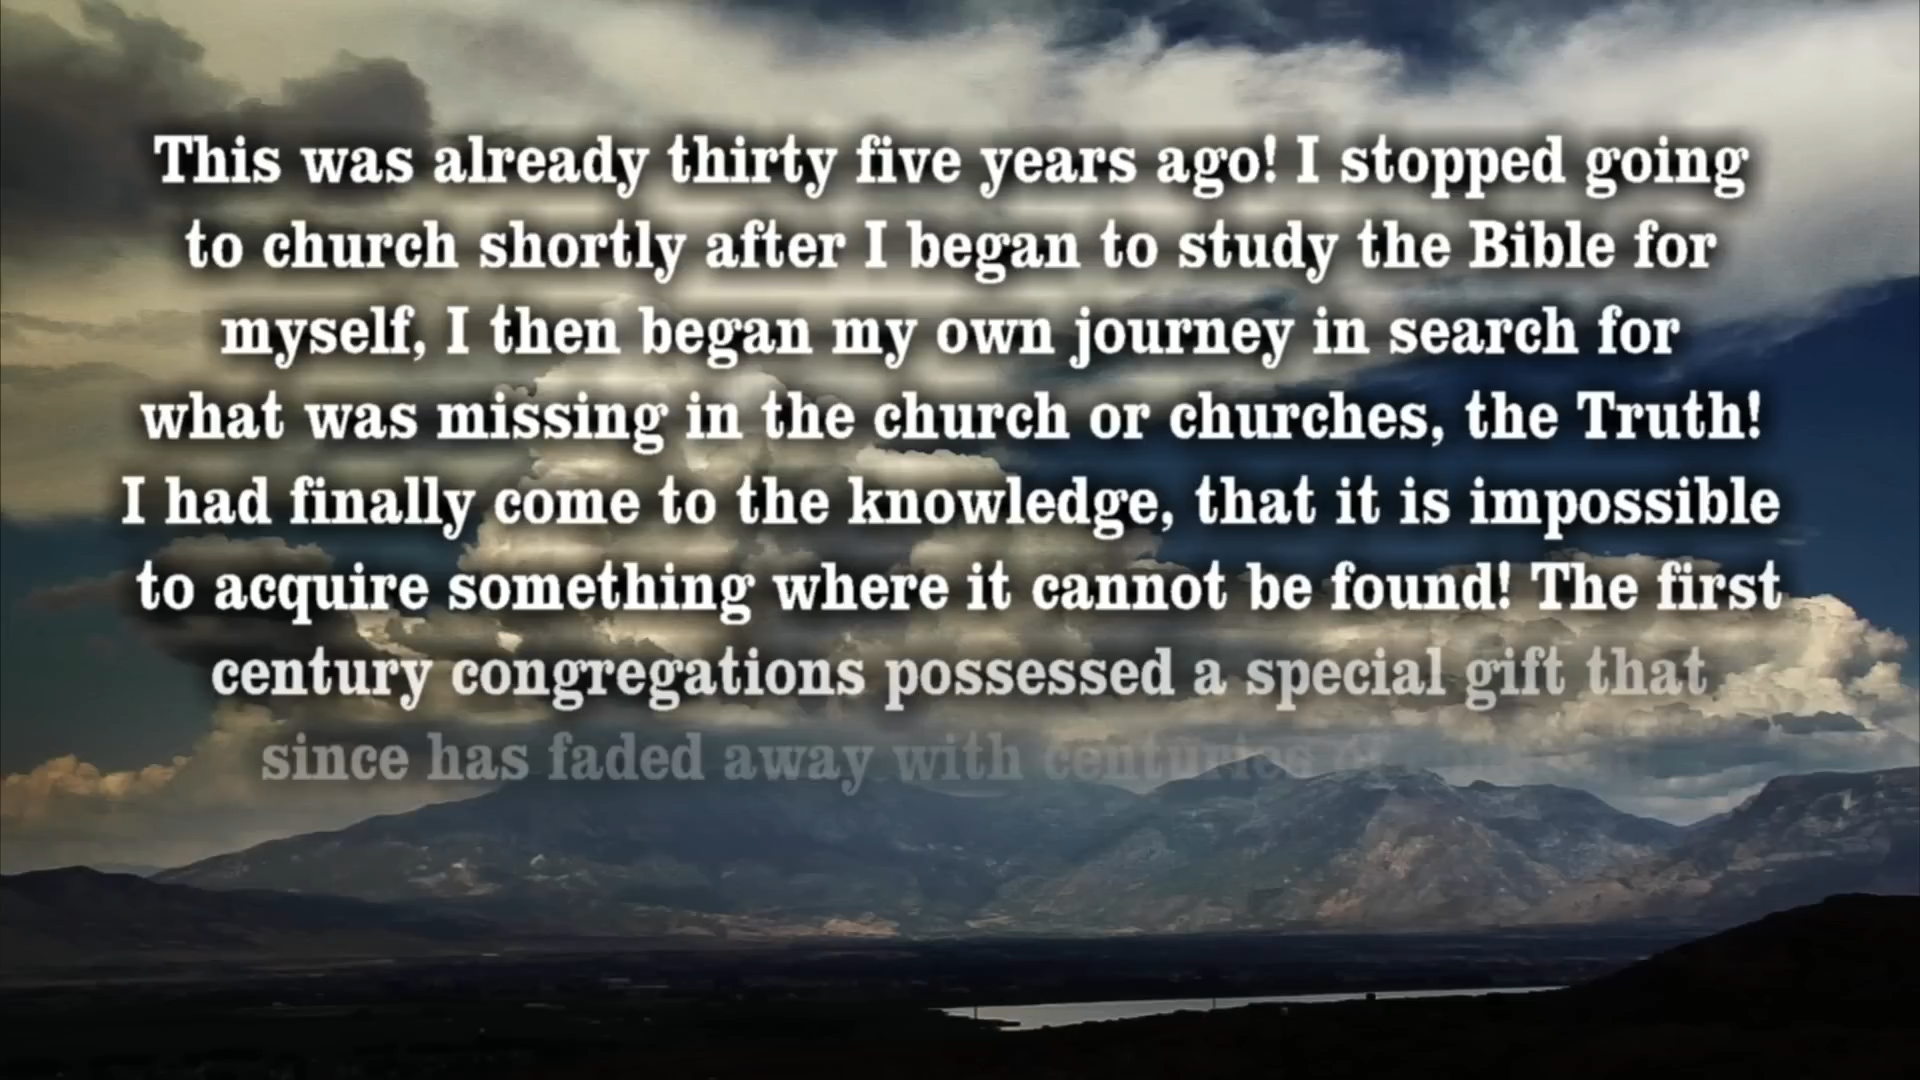 This was already thirty five years ago! I stopped going
to church shortly after I began to study the Bible for
myself, I then began my own journey in search for
what was missing in the church or churches, the Truth!
I had finally come to the knowledge, that it is impossible
to acquire something where it cannot be found! The first
century congregations possessed a special gift that
since has faded away with centuries of